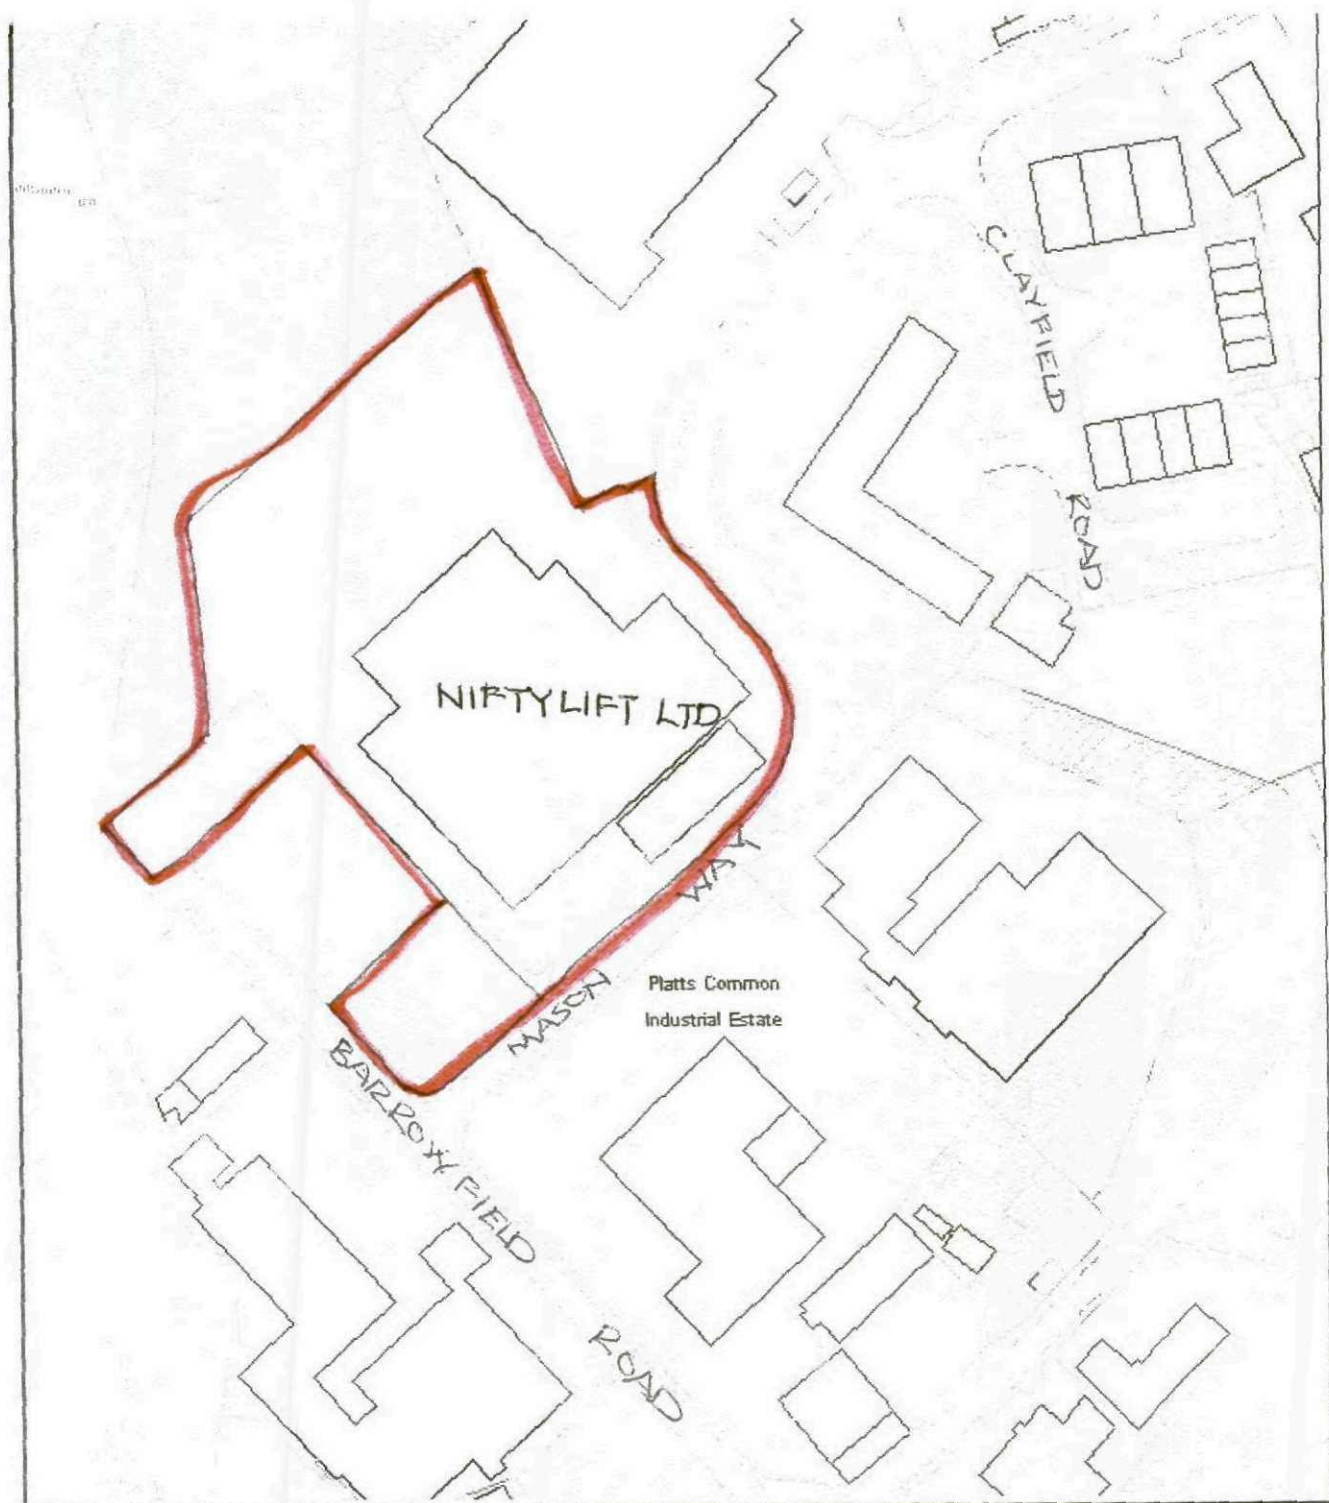 CLAYFIELD
ROAD
NIFTYLIFT LTD
MASON
WAY
Platts Common
Industrial Estate
BARROWFIELD
ROAD